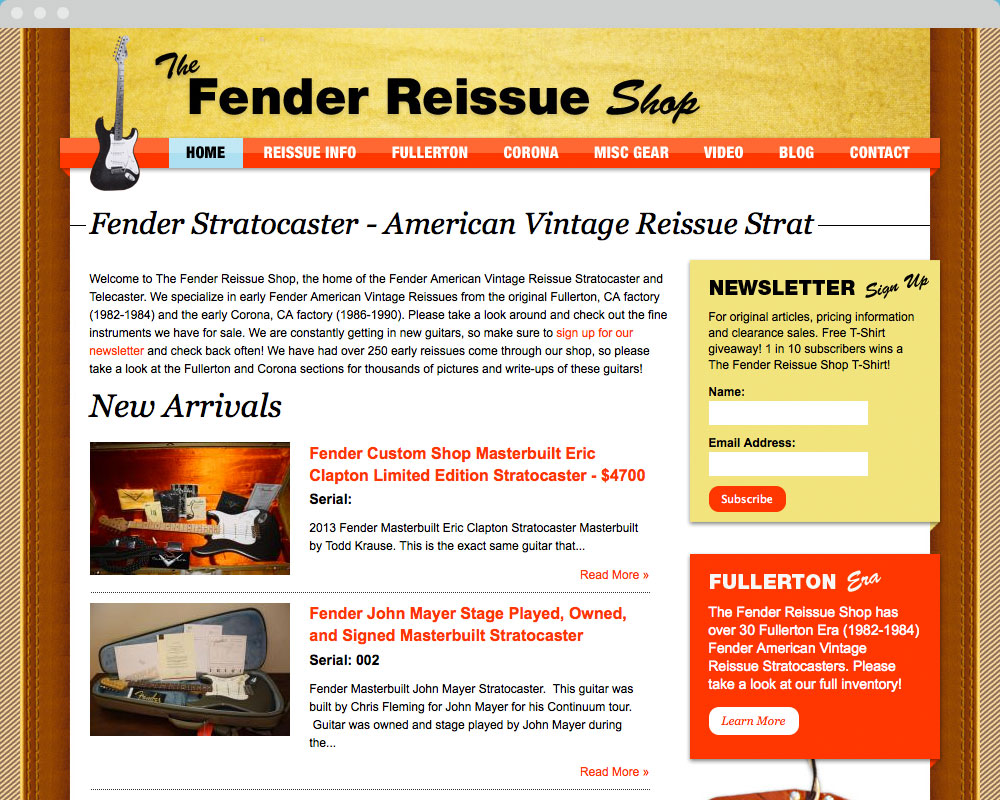 The
Fender Reissue Shop
HOME REISSUE INFO FULLERTON CORONA MISC GEAR VIDEO BLOG CONTACT
Fender Stratocaster - American Vintage Reissue Strat
Welcome to The Fender Reissue Shop, the home of the Fender American Vintage Reissue Stratocaster and
Telecaster. We specialize in early Fender American Vintage Reissues from the original Fullerton, CA factory
(1982-1984) and the early Corona, CA factory (1986-1990). Please take a look around and check out the fine
instruments we have for sale. We are constantly getting in new guitars, so make sure to sign up for our
newsletter and check back often! We have had over 250 early reissues come through our shop, so please
take a look at the Fullerton and Corona sections for thousands of pictures and write-ups of these guitars!
New Arrivals
Fender Custom Shop Masterbuilt Eric
Clapton Limited Edition Stratocaster - $4700
Serial:
2013 Fender Masterbuilt Eric Clapton Stratocaster Masterbuilt
by Todd Krause. This is the exact same guitar that...
Read More »
Fender John Mayer Stage Played, Owned,
and Signed Masterbuilt Stratocaster
Serial: 002
Fender Masterbuilt John Mayer Stratocaster.  This guitar was
built by Chris Fleming for John Mayer for his Continuum tour.
Guitar was owned and stage played by John Mayer during
the...
Read More »
Fender
NEWSLETTER Sign Up
For original articles, pricing information
and clearance sales. Free T-Shirt
giveaway! 1 in 10 subscribers wins a
The Fender Reissue Shop T-Shirt!
Name:
Email Address:
Subscribe
FULLERTON Era
The Fender Reissue Shop has
over 30 Fullerton Era (1982-1984)
Fender American Vintage
Reissue Stratocasters. Please
take a look at our full inventory!
Learn More